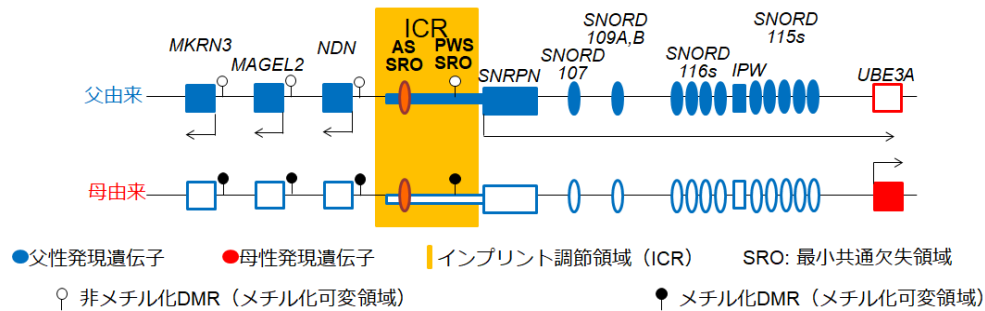 ICR
MKRN3
MAGEL2
NDN
AS
SRO
PWS
SRO
SNRPN
SNORD
107
SNORD
109A,B
SNORD
116s
IPW
SNORD
115s
UBE3A
父由来
母由来
父性発現遺伝子
母性発現遺伝子
インプリント調節領域（ICR）
SRO: 最小共通欠失領域
非メチル化DMR（メチル化可変領域）
メチル化DMR（メチル化可変領域）